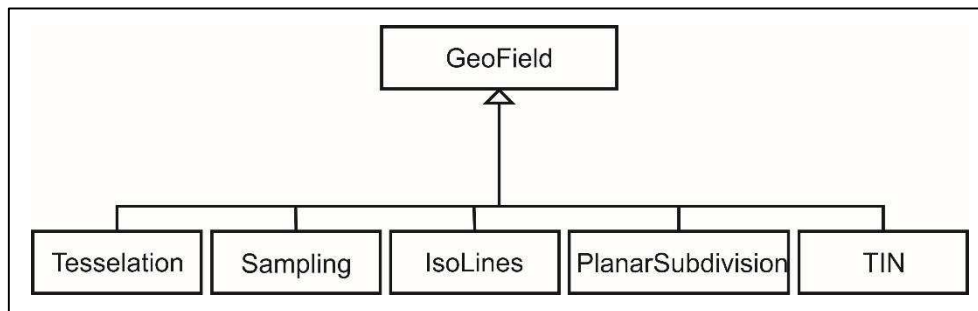 GeoField
Tesselation
Sampling
IsoLines
PlanarSubdivision
TIN